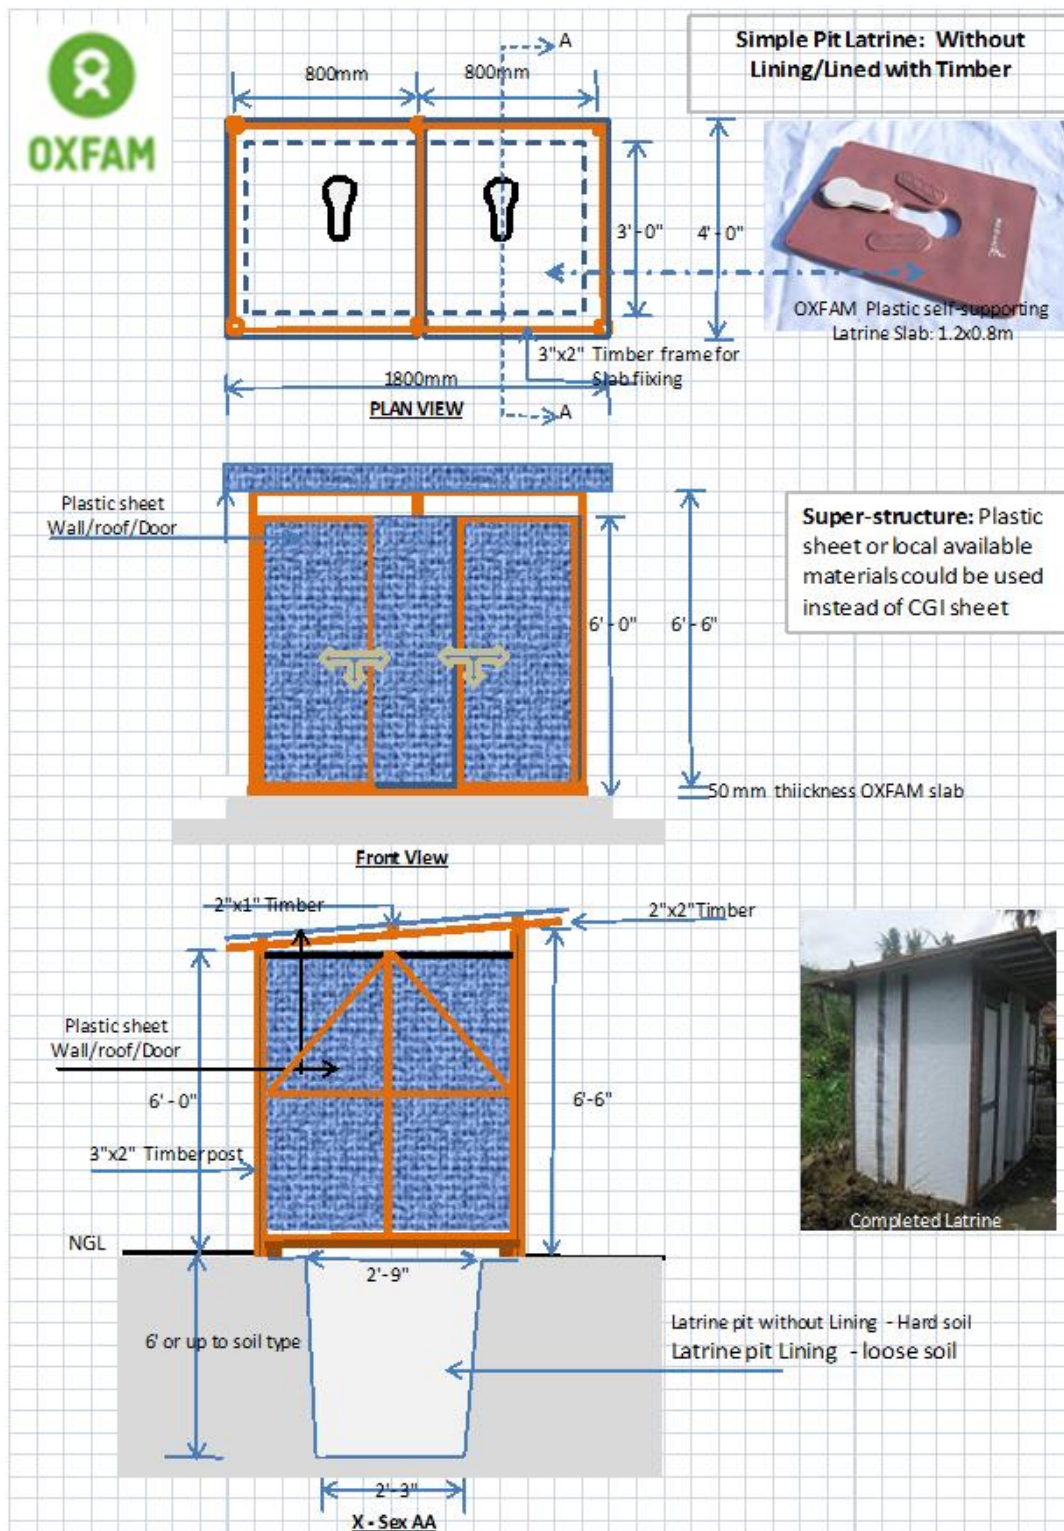 OXFAM
A
800mm
800mm
Simple Pit Latrine: Without
Lining/Lined with Timber
3'-0"
4'-0"
OXFAM Plastic self-supporting
Latrine Slab: 1.2x0.8m
3"x2" Timber frame for
Slab fiixing
1800mm
PLAN VIEW
A
Plastic sheet
Wall/roof/Door
Super-structure: Plastic
sheet or local available
materials could be used
instead of CGI sheet
6'-0"
6'-6"
50 mm thiickness OXFAM slab
Front View
2"x1" Timber
2"x2" Timber
Plastic sheet
Wall/roof/Door
6'-0"
6'-6"
3"x2" Timber post
Completed Latrine
NGL
2'-9"
6' or up to soil type
Latrine pit without Lining - Hard soil
Latrine pit Lining - loose soil
2'-3"
X - Sex AA